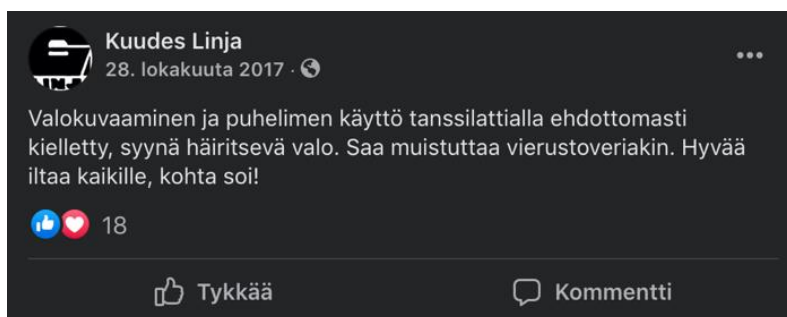 Kuudes Linja
28. lokakuuta 2017 ·
Valokuvaaminen ja puhelimen käyttö tanssilattialla ehdottomasti
kielletty, syynä häiritsevä valo. Saa muistuttaa vierustoveriakin. Hyvää
iltaa kaikille, kohta soi!
18
Tykkää Kommentti